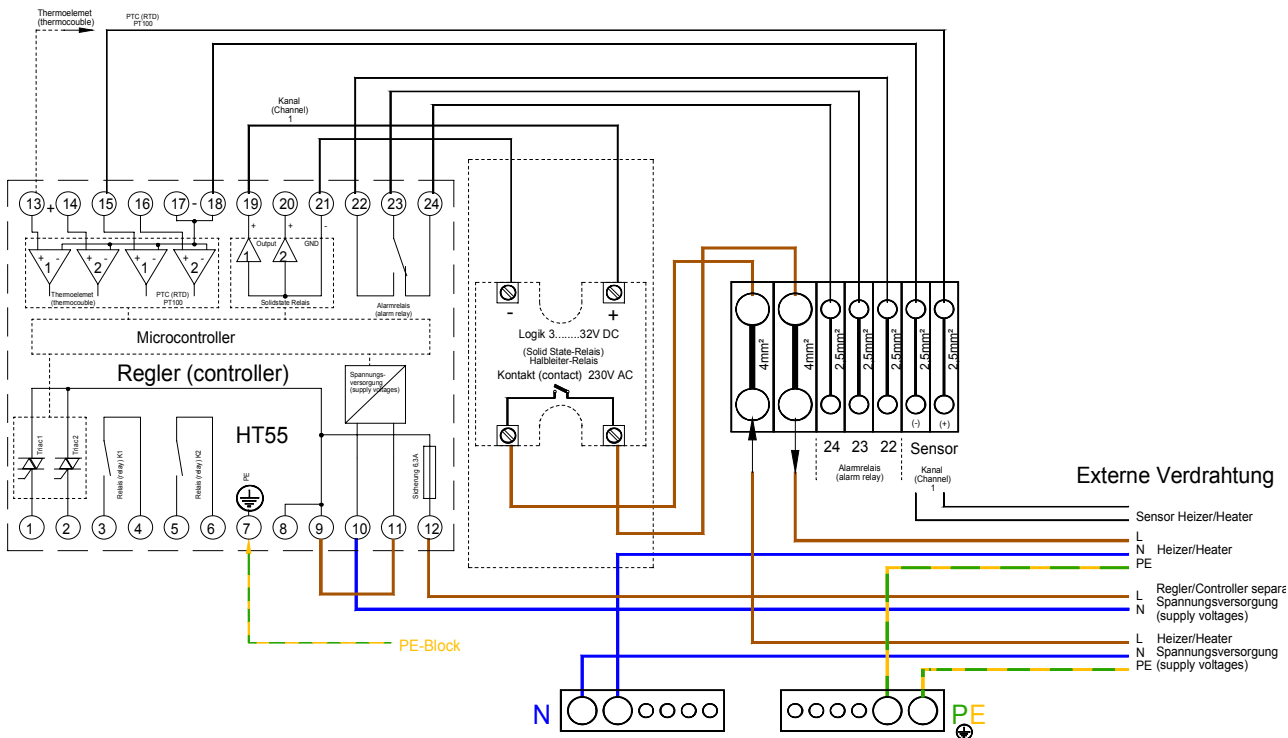 Thermoelemet
(thermocouble)
PTC (RTD)
PT100
Kanal
(Channel)
1
13 + 14 15 16 17 - 18 19 20 21 22 23 24
+ - + - + - + -
1 2 1 2
Thermoelemet
(thermocouble)
PTC (RTD)
(PT100
+ + -
Output
GND
1 2
Solidstate Relais
Alarmrelais
(alarm relay)
Microcontroller
Regler (controller)
Spannungs-
versorgung
(supply voltages)
HT55
Triac1
Triac2
Relais (relay) K1
Relais (relay) K2
PE
Sicherung 6,3A
1 2 3 4 5 6 7 8 9 10 11 12
PE-Block
- +
Logik 3........32V DC
(Solid State-Relais)
Halbleiter-Relais
Kontakt (contact) 230V AC
4mm²
4mm²
2.5mm²
2.5mm²
2.5mm²
2.5mm²
2.5mm²
(-) (+)
24 23 22 Sensor
Alarmrelais
(alarm relay)
Kanal
(Channel)
1
Externe Verdrahtung
Sensor Heizer/Heater
L
N Heizer/Heater
PE
L Regler/Controller separa
N Spannungsversorgung
(supply voltages)
L Heizer/Heater
N Spannungsversorgung
PE (supply voltages)
N
PE